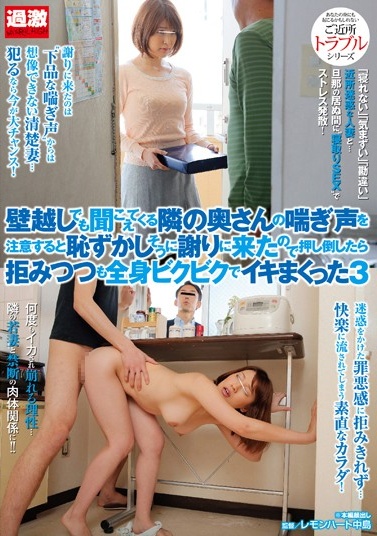 過激
あなたの街にも
起こるかもしれない
ご近所
トラブル
シリーズ
謝りに来たのは
“下品な喘ぎ声”からは
想像できない清楚妻…
犯るなら今が大チャンス！
『寝れない』『気まずい』『勘違い』
旦那の居ぬ間に
ストレス発散！
壁越しでも聞こえてくる隣の奥さんの喘ぎ声を
注意すると恥ずかしそうに謝りに来たので押し倒したら
拒みつつも全身ビクビクでイキまくった3
迷惑をかけた罪悪感に拒みきれず…
快楽に流されてしまう素直なカラダ！
何度もイカされ崩れる理性…
隣の若妻と禁断の肉体関係に！！
監督/レモンハート中島